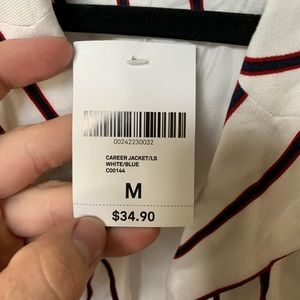 00242230032
CAREER JACKET/LS
WHITE/BLUE
C00144
M
$34.90